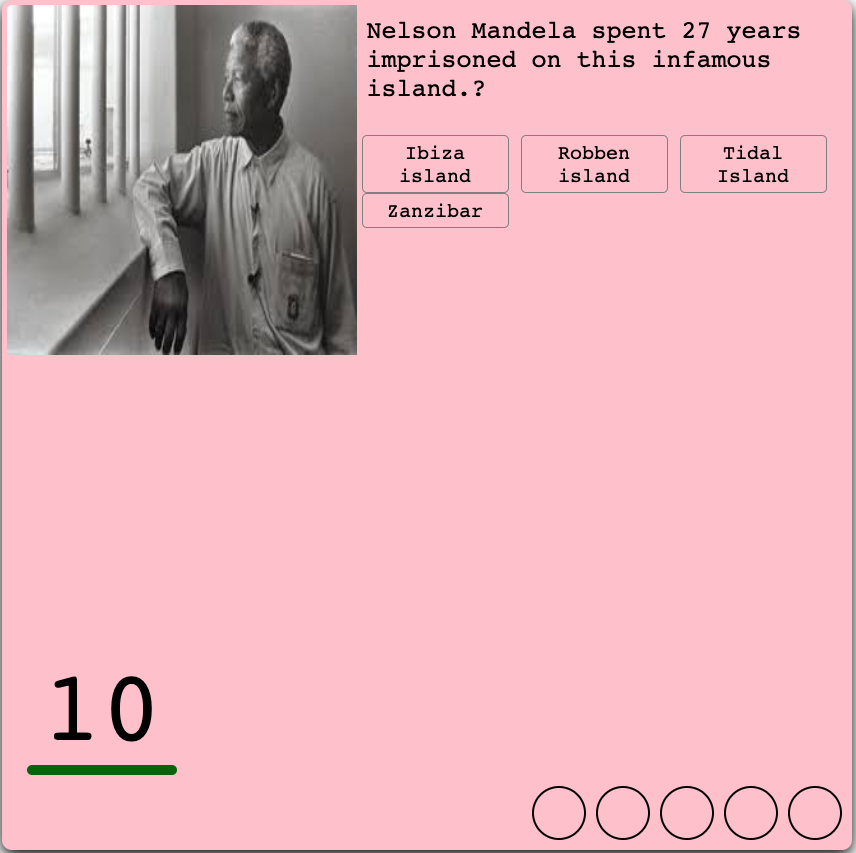 Nelson Mandela spent 27 years
imprisoned on this infamous
island.?
Ibiza
island
Robben
island
Tidal
Island
Zanzibar
10